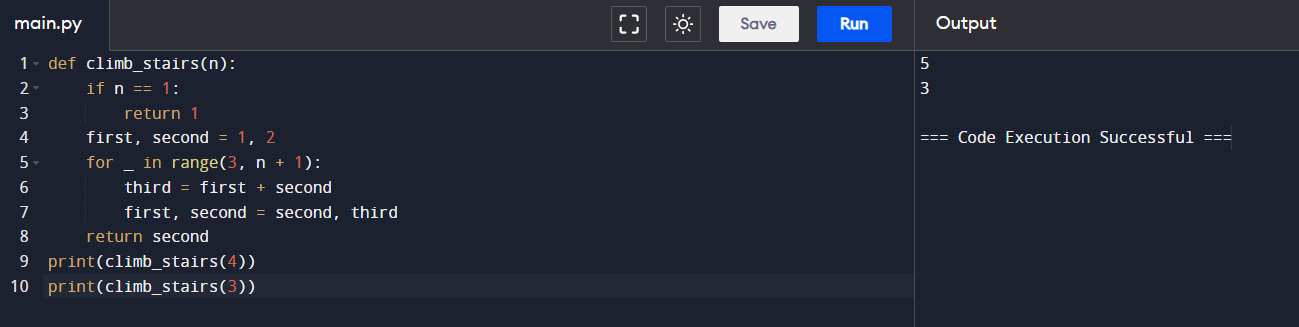 main.py Save Run Output
1 def climb_stairs(n):
2     if n == 1:
3         return 1
4     first, second = 1, 2
5     for _ in range(3, n + 1):
6         third = first + second
7         first, second = second, third
8     return second
9 print(climb_stairs(4))
10 print(climb_stairs(3))
5
3
=== Code Execution Successful ===